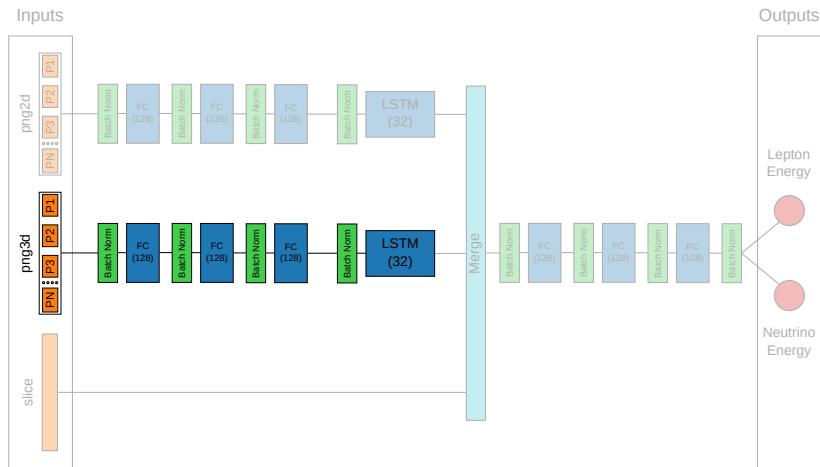 Inputs
Outputs
png2d
P1
P2
P3
PN
Batch Norm
FC
(128)
Batch Norm
FC
(128)
Batch Norm
FC
(128)
Batch Norm
LSTM
(32)
png3d
P1
P2
P3
PN
Batch Norm
FC
(128)
Batch Norm
FC
(128)
Batch Norm
FC
(128)
Batch Norm
LSTM
(32)
slice
Merge
Batch Norm
FC
(128)
Batch Norm
FC
(128)
Batch Norm
FC
(128)
Batch Norm
Lepton
Energy
Neutrino
Energy